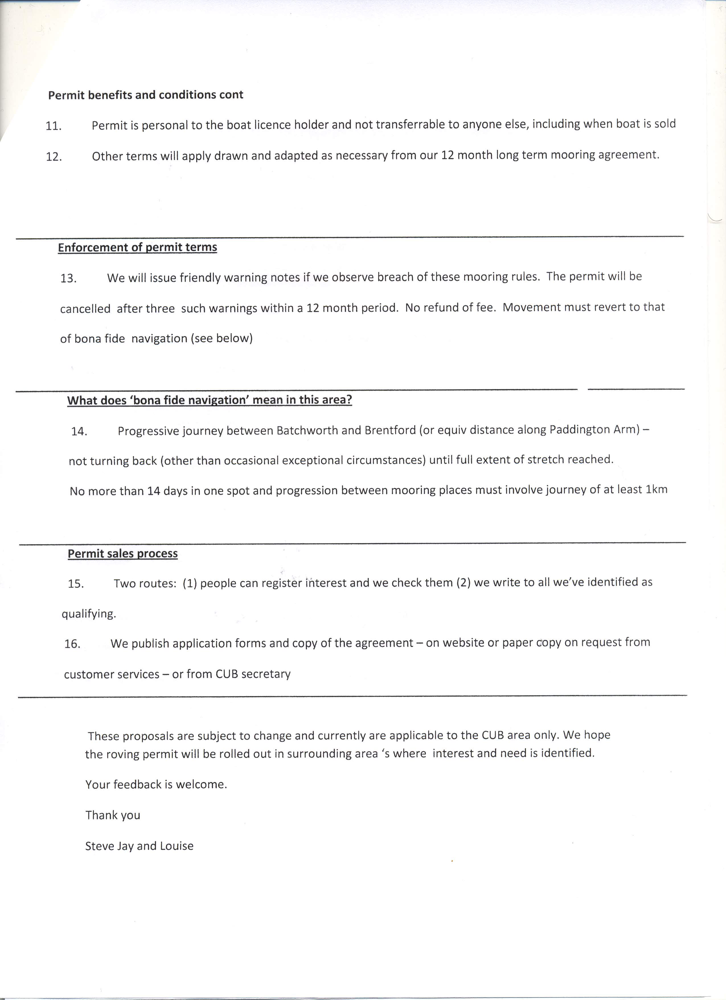 Permit benefits and conditions cont
11. Permit is personal to the boat licence holder and not transferrable to anyone else, including when boat is sold
12. Other terms will apply drawn and adapted as necessary from our 12 month long term mooring agreement.
Enforcement of permit terms
13. We will issue friendly warning notes if we observe breach of these mooring rules. The permit will be
cancelled after three such warnings within a 12 month period. No refund of fee. Movement must revert to that
of bona fide navigation (see below)
What does ‘bona fide navigation’ mean in this area?
14. Progressive journey between Batchworth and Brentford (or equiv distance along Paddington Arm) –
not turning back (other than occasional exceptional circumstances) until full extent of stretch reached.
No more than 14 days in one spot and progression between mooring places must involve journey of at least 1km
Permit sales process
15. Two routes: (1) people can register interest and we check them (2) we write to all we’ve identified as
qualifying.
16. We publish application forms and copy of the agreement – on website or paper copy on request from
customer services – or from CUB secretary
These proposals are subject to change and currently are applicable to the CUB area only. We hope
the roving permit will be rolled out in surrounding area ‘s where interest and need is identified.
Your feedback is welcome.
Thank you
Steve Jay and Louise